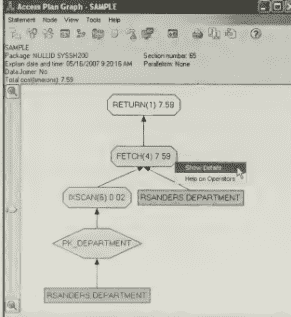 Access Plan Graph - SAMPLE
Statement Node View Tools Help
SAMPLE
Package: NULLID SYSSH200
Section number: 65
Explain date and time: 05/16/2007 9:20:16 AM
Parallelism: None
Data Joiner: No
Total cost(timerons): 7.59
RETURN(1) 7.59
FETCH(4) 7.59
Show Details
Help on Operators
IXSCAN(6) 0.02
RSANDERS.DEPARTMENT
PK_DEPARTMENT
RSANDERS.DEPARTMENT